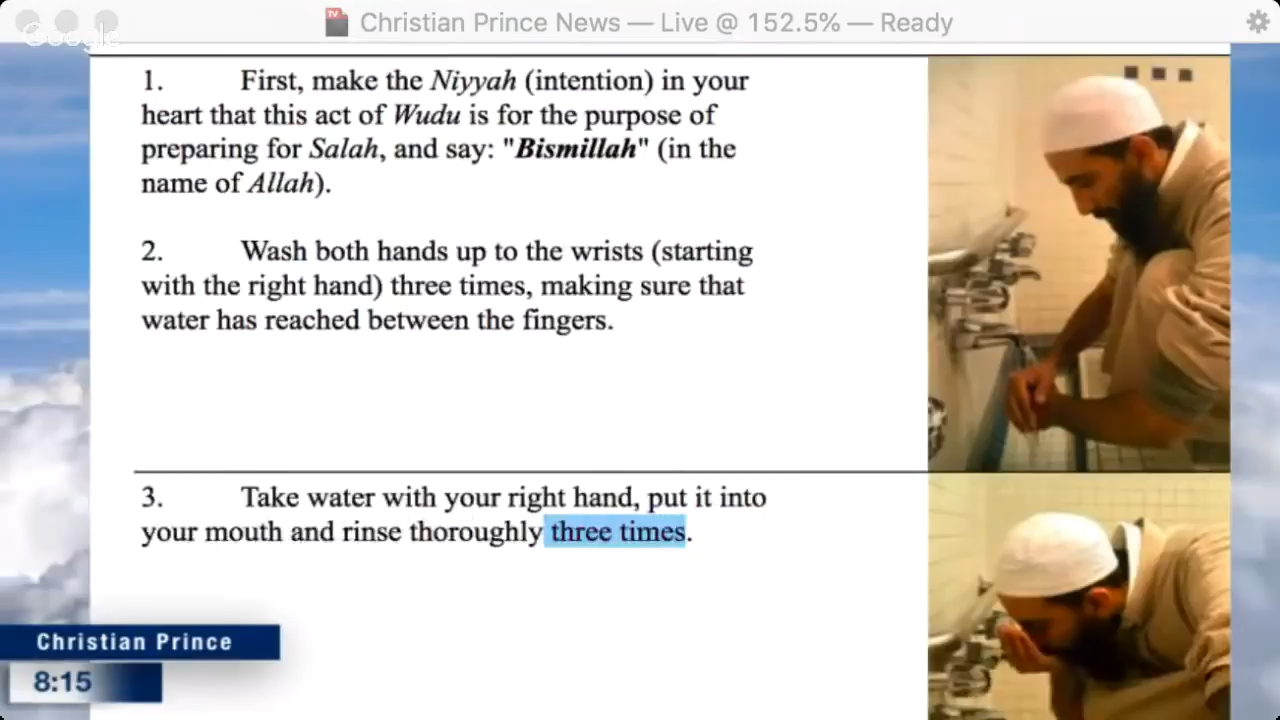 Christian Prince News — Live @ 152.5% — Ready
Google
1. First, make the Niyyah (intention) in your
heart that this act of Wudu is for the purpose of
preparing for Salah, and say: "Bismillah" (in the
name of Allah).
2. Wash both hands up to the wrists (starting
with the right hand) three times, making sure that
water has reached between the fingers.
3. Take water with your right hand, put it into
your mouth and rinse thoroughly three times.
Christian Prince
8:15